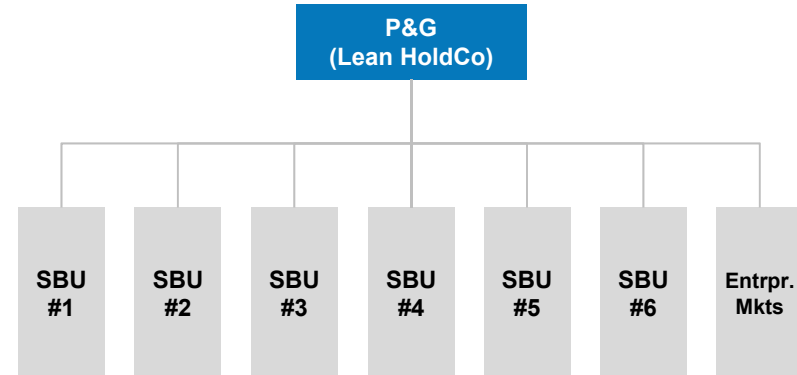 P&G
(Lean HoldCo)
SBU
#1
SBU
#2
SBU
#3
SBU
#4
SBU
#5
SBU
#6
Entrpr.
Mkts